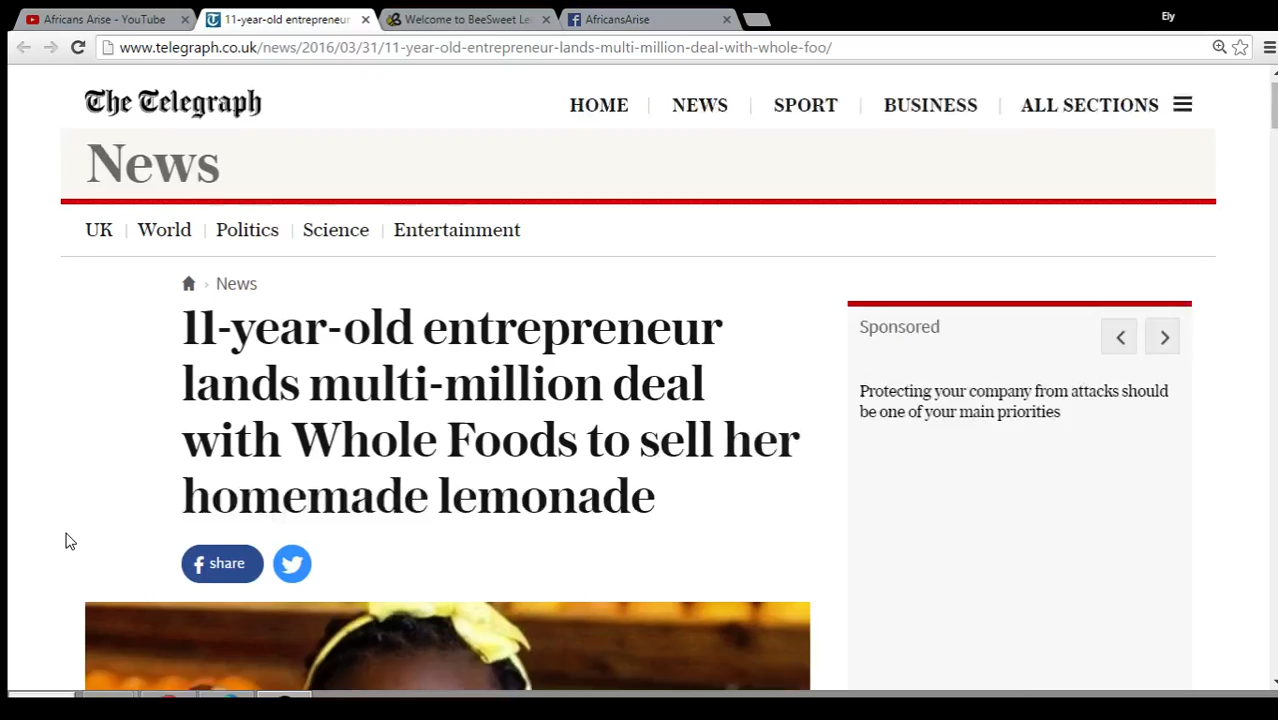 Africans Arise - YouTube
11-year-old entrepreneur
Welcome to BeeSweet Le
AfricansArise
Ely
www.telegraph.co.uk/news/2016/03/31/11-year-old-entrepreneur-lands-multi-million-deal-with-whole-foo/
The Telegraph
HOME
NEWS
SPORT
BUSINESS
ALL SECTIONS
News
UK
World
Politics
Science
Entertainment
News
11-year-old entrepreneur
lands multi-million deal
with Whole Foods to sell her
homemade lemonade
share
Sponsored
Protecting your company from attacks should
be one of your main priorities